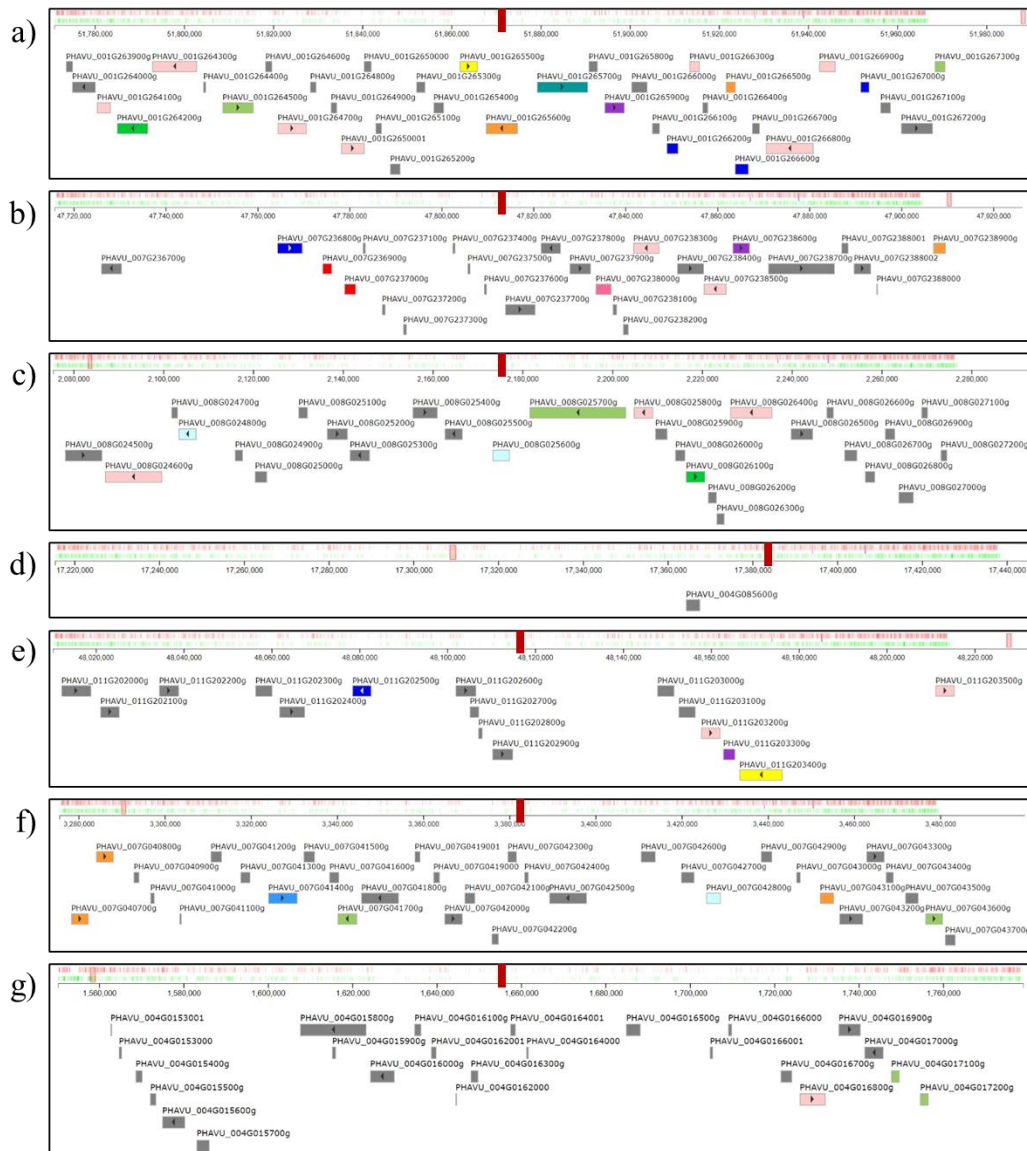 a)
51,780,000 51,800,000 51,820,000 51,840,000 51,860,000 51,880,000 51,900,000 51,920,000 51,940,000 51,960,000 51,980,000
PHAVU_001G263900g PHAVU_001G264300g PHAVU_001G264600g PHAVU_001G2650000 PHAVU_001G265500g PHAVU_001G265800g PHAVU_001G266300g PHAVU_001G266900g PHAVU_001G267300g
PHAVU_001G264000g PHAVU_001G264400g PHAVU_001G264800g PHAVU_001G265300g PHAVU_001G265700g PHAVU_001G266000g PHAVU_001G266500g PHAVU_001G267000g
PHAVU_001G264100g PHAVU_001G264500g PHAVU_001G264900g PHAVU_001G265400g PHAVU_001G265900g PHAVU_001G266400g PHAVU_001G267100g
PHAVU_001G264200g PHAVU_001G264700g PHAVU_001G265100g PHAVU_001G265600g PHAVU_001G266100g PHAVU_001G266700g PHAVU_001G267200g
PHAVU_001G2650001 PHAVU_001G266200g PHAVU_001G266800g
PHAVU_001G265200g PHAVU_001G266600g
b)
47,720,000 47,740,000 47,760,000 47,780,000 47,800,000 47,820,000 47,840,000 47,860,000 47,880,000 47,900,000 47,920,000
PHAVU_007G236800g PHAVU_007G237100g PHAVU_007G237400g PHAVU_007G237800g PHAVU_007G238300g PHAVU_007G238600g PHAVU_007G2388001 PHAVU_007G238900g
PHAVU_007G236700g PHAVU_007G236900g PHAVU_007G237500g PHAVU_007G237900g PHAVU_007G238400g PHAVU_007G238700g PHAVU_007G2388002
PHAVU_007G237000g PHAVU_007G237600g PHAVU_007G238000g PHAVU_007G238500g PHAVU_007G2388000
PHAVU_007G237200g PHAVU_007G237700g PHAVU_007G238100g
PHAVU_007G237300g PHAVU_007G238200g
c)
2,080,000 2,100,000 2,120,000 2,140,000 2,160,000 2,180,000 2,200,000 2,220,000 2,240,000 2,260,000 2,280,000
PHAVU_008G024700g PHAVU_008G025100g PHAVU_008G025400g PHAVU_008G025700g PHAVU_008G025800g PHAVU_008G026400g PHAVU_008G026600g PHAVU_008G027100g
PHAVU_008G024800g PHAVU_008G025200g PHAVU_008G025500g PHAVU_008G025900g PHAVU_008G026500g PHAVU_008G026900g
PHAVU_008G024500g PHAVU_008G024900g PHAVU_008G025300g PHAVU_008G025600g PHAVU_008G026000g PHAVU_008G026700g PHAVU_008G027200g
PHAVU_008G024600g PHAVU_008G025000g PHAVU_008G026100g PHAVU_008G026800g
PHAVU_008G026200g PHAVU_008G027000g
PHAVU_008G026300g
d)
17,220,000 17,240,000 17,260,000 17,280,000 17,300,000 17,320,000 17,340,000 17,360,000 17,380,000 17,400,000 17,420,000 17,440,000
PHAVU_004G085600g
e)
48,020,000 48,040,000 48,060,000 48,080,000 48,100,000 48,120,000 48,140,000 48,160,000 48,180,000 48,200,000 48,220,000
PHAVU_011G202000g PHAVU_011G202200g PHAVU_011G202300g PHAVU_011G202500g PHAVU_011G202600g PHAVU_011G203000g PHAVU_011G203500g
PHAVU_011G202100g PHAVU_011G202400g PHAVU_011G202700g PHAVU_011G203100g
PHAVU_011G202800g PHAVU_011G203200g
PHAVU_011G202900g PHAVU_011G203300g
PHAVU_011G203400g
f)
3,280,000 3,300,000 3,320,000 3,340,000 3,360,000 3,380,000 3,400,000 3,420,000 3,440,000 3,460,000 3,480,000
PHAVU_007G040800g PHAVU_007G041200g PHAVU_007G041500g PHAVU_007G0419001 PHAVU_007G042300g PHAVU_007G042600g PHAVU_007G042900g PHAVU_007G043300g
PHAVU_007G040900g PHAVU_007G041300g PHAVU_007G041600g PHAVU_007G0419000 PHAVU_007G042400g PHAVU_007G042700g PHAVU_007G043000g PHAVU_007G043400g
PHAVU_007G041000g PHAVU_007G041400g PHAVU_007G041800g PHAVU_007G042100g PHAVU_007G042500g PHAVU_007G042800g PHAVU_007G043100g PHAVU_007G043500g
PHAVU_007G040700g PHAVU_007G041100g PHAVU_007G041700g PHAVU_007G042000g PHAVU_007G043200g PHAVU_007G043600g
PHAVU_007G042200g PHAVU_007G043700g
g)
1,560,000 1,580,000 1,600,000 1,620,000 1,640,000 1,660,000 1,680,000 1,700,000 1,720,000 1,740,000 1,760,000
PHAVU_004G0153001 PHAVU_004G015800g PHAVU_004G016100g PHAVU_004G0164001 PHAVU_004G016500g PHAVU_004G0166000 PHAVU_004G016900g
PHAVU_004G0153000 PHAVU_004G015900g PHAVU_004G0162001 PHAVU_004G0164000 PHAVU_004G0166001 PHAVU_004G017000g
PHAVU_004G015400g PHAVU_004G016000g PHAVU_004G016300g PHAVU_004G016700g PHAVU_004G017100g
PHAVU_004G015500g PHAVU_004G0162000 PHAVU_004G016800g PHAVU_004G017200g
PHAVU_004G015600g
PHAVU_004G015700g